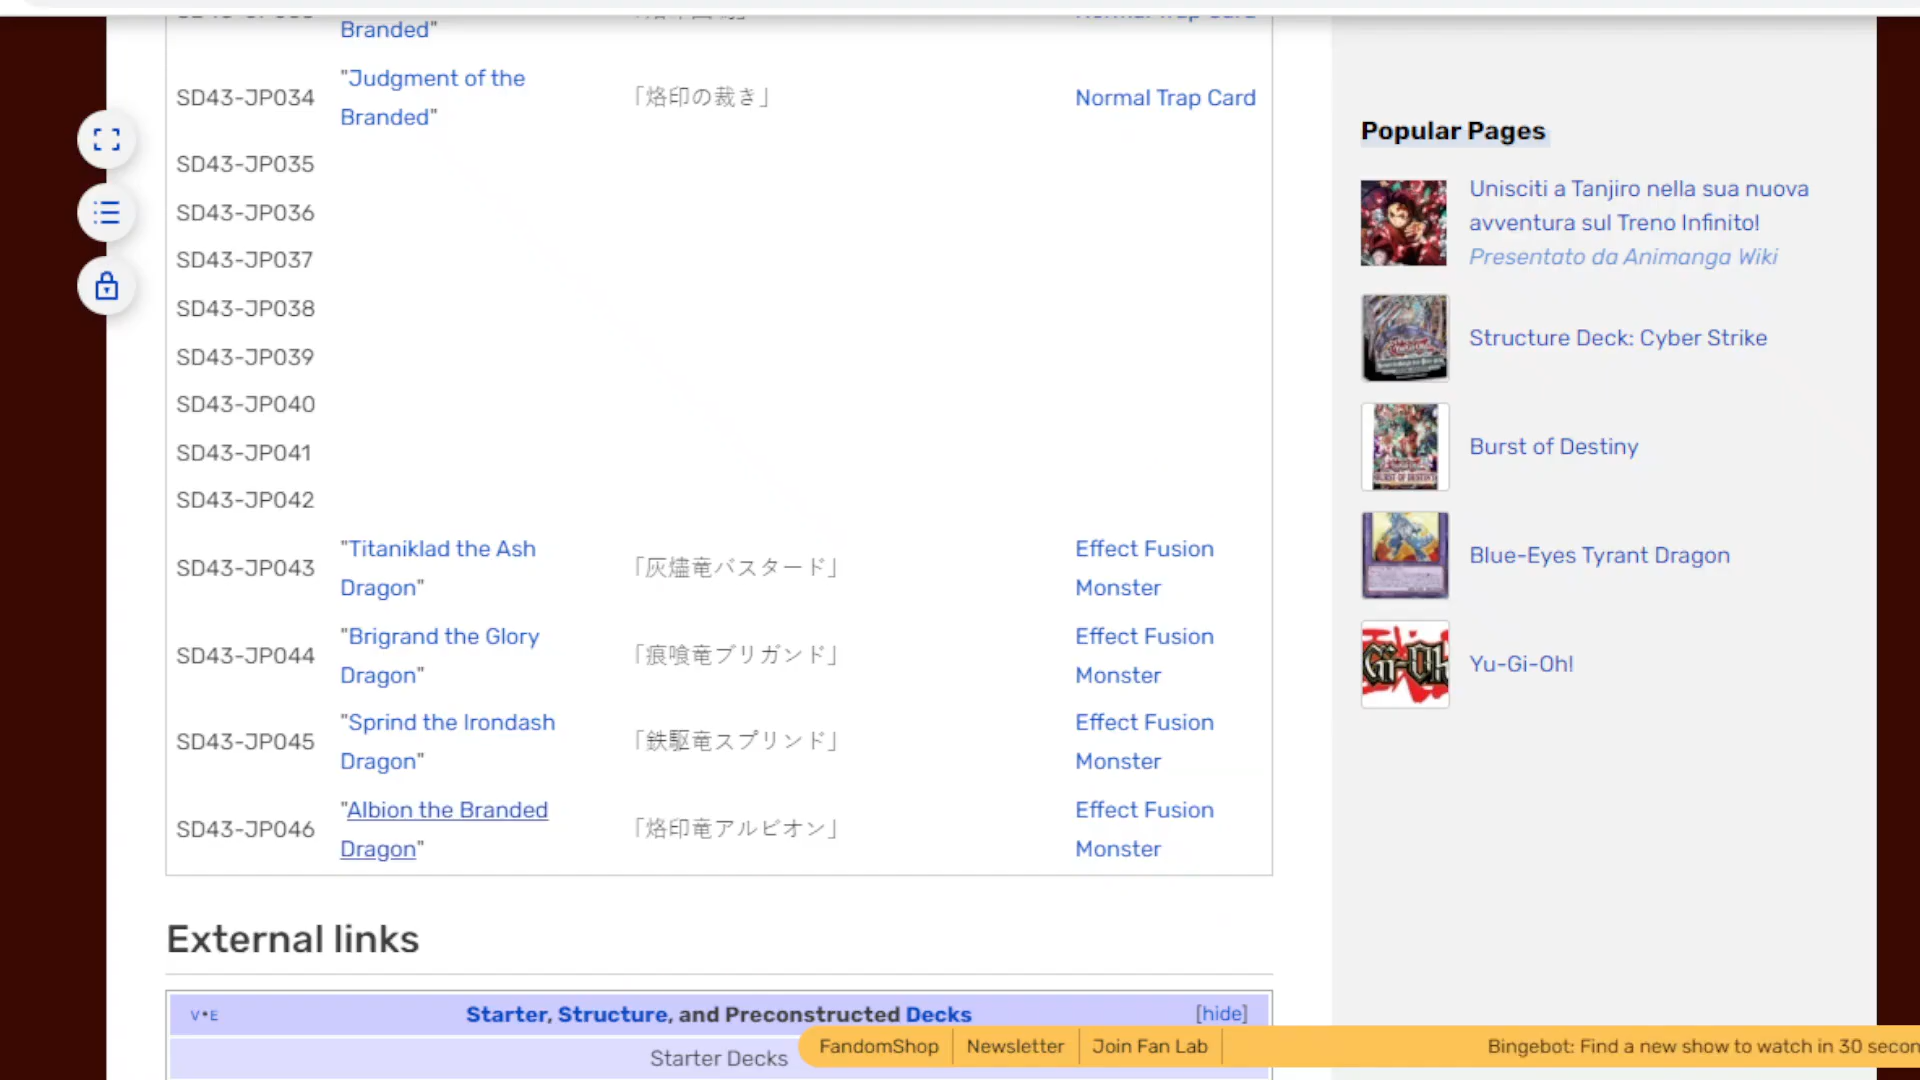 Branded"
SD43-JP034
"Judgment of the
Branded"
「烙印の裁き」
Normal Trap Card
SD43-JP035
SD43-JP036
SD43-JP037
SD43-JP038
SD43-JP039
SD43-JP040
SD43-JP041
SD43-JP042
SD43-JP043
"Titaniklad the Ash
Dragon"
「灰燼竜バスタード」
Effect Fusion
Monster
SD43-JP044
"Brigrand the Glory
Dragon"
「痕喰竜ブリガンド」
Effect Fusion
Monster
SD43-JP045
"Sprind the Irondash
Dragon"
「鉄駆竜スプリンド」
Effect Fusion
Monster
SD43-JP046
"Albion the Branded
Dragon"
「烙印竜アルビオン」
Effect Fusion
Monster
External links
V•E
Starter, Structure, and Preconstructed Decks
[hide]
Starter Decks
Popular Pages
Unisciti a Tanjiro nella sua nuova
avventura sul Treno Infinito!
Presentato da Animanga Wiki
Structure Deck: Cyber Strike
Burst of Destiny
Blue-Eyes Tyrant Dragon
Yu-Gi-Oh!
FandomShop
Newsletter
Join Fan Lab
Bingebot: Find a new show to watch in 30 secon